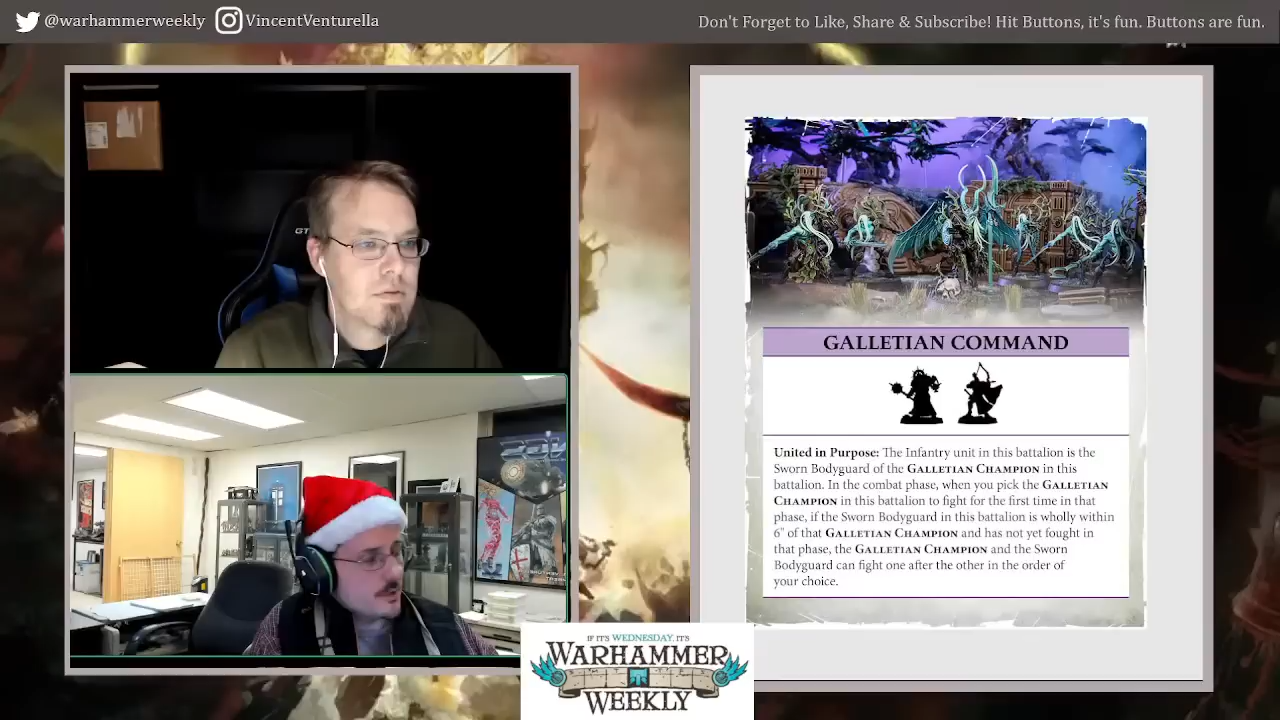 @warhammerweekly VincentVenturella
Don't Forget to Like, Share & Subscribe! Hit Buttons, it's fun. Buttons are fun.
GT
GALLETIAN COMMAND
United in Purpose: The Infantry unit in this battalion is the
Sworn Bodyguard of the GALLETIAN CHAMPION in this
battalion. In the combat phase, when you pick the GALLETIAN
CHAMPION in this battalion to fight for the first time in that
phase, if the Sworn Bodyguard in this battalion is wholly within
6" of that GALLETIAN CHAMPION and has not yet fought in
that phase, the GALLETIAN CHAMPION and the Sworn
Bodyguard can fight one after the other in the order of
your choice.
IF IT'S WEDNESDAY, IT'S
WARHAMMER
WEEKLY